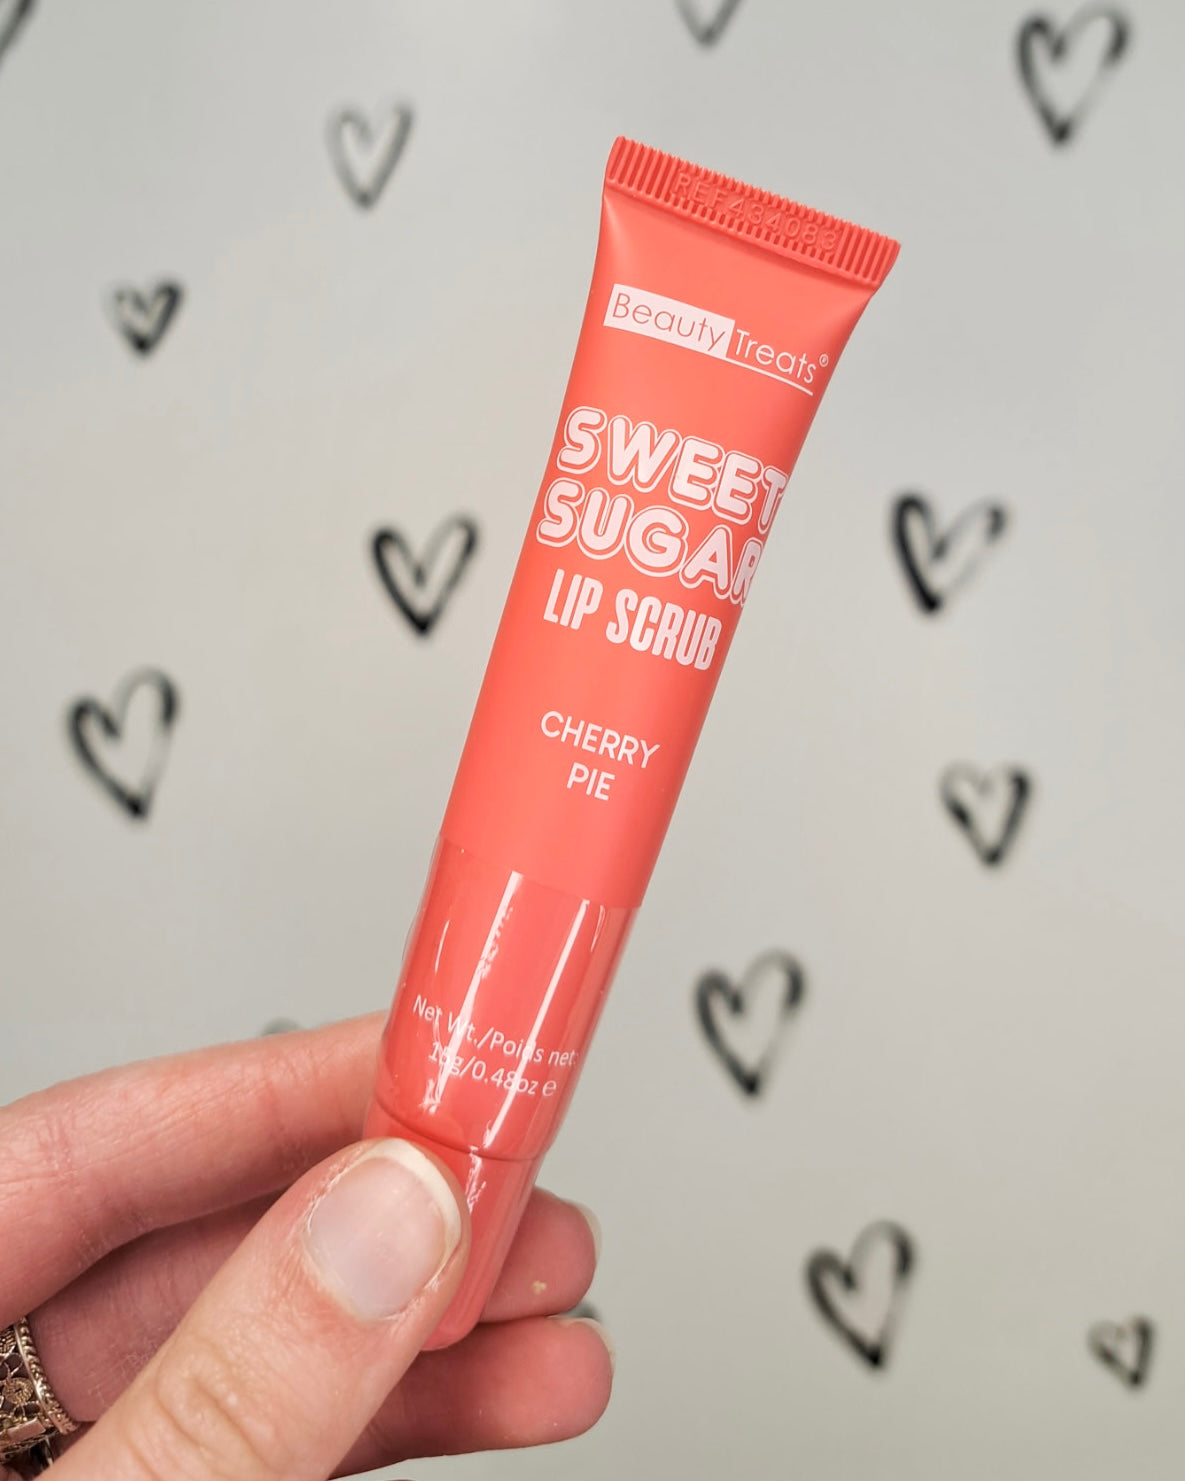 REF434083
Beauty Treats®
SWEET
SUGAR
LIP SCRUB
CHERRY
PIE
Net Wt./Poids net:
/0.48oz e